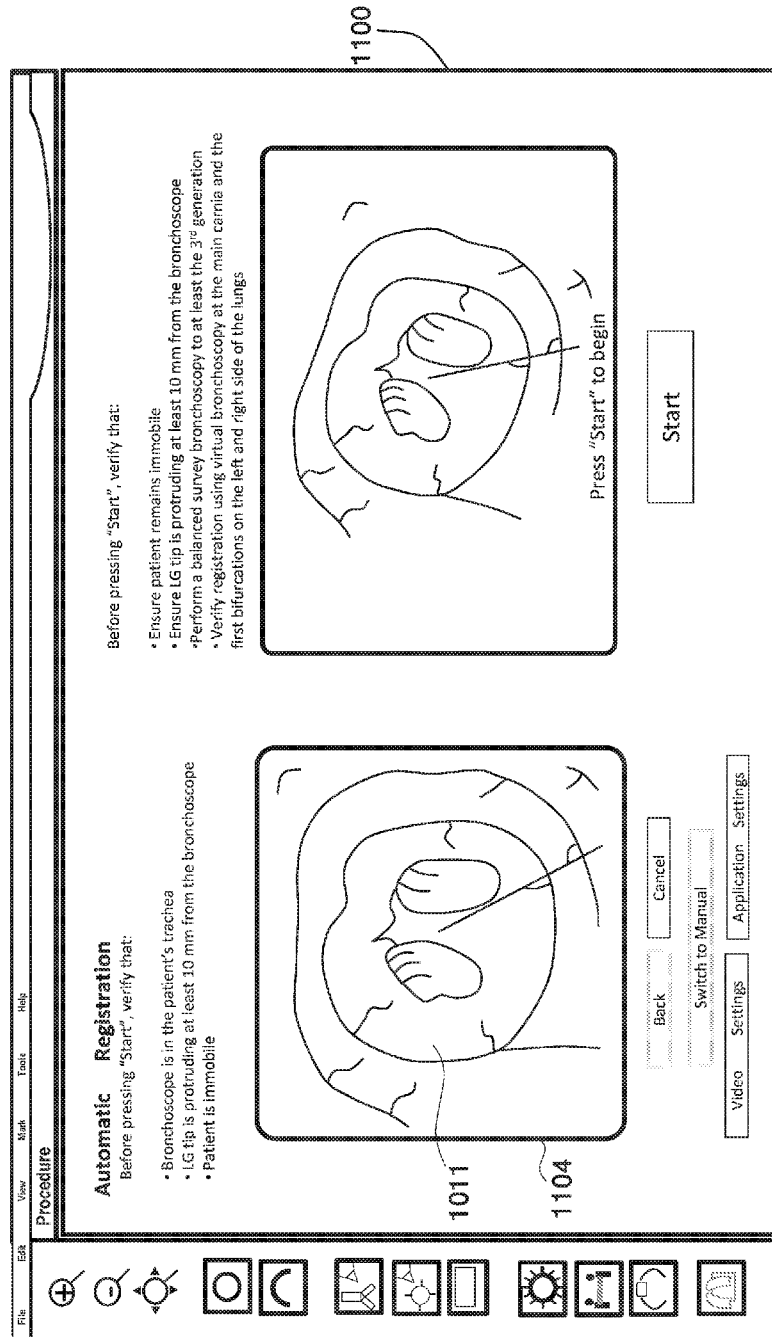 File Edit View Mark Tools Help
Procedure
Automatic Registration
Before pressing "Start", verify that:
• Bronchoscope is in the patient's trachea
• LG tip is protruding at least 10 mm from the bronchoscope
• Patient is immobile
1011
1104
Back Cancel
Switch to Manual
Video Settings Application Settings
Before pressing "Start", verify that:
• Ensure patient remains immobile
• Ensure LG tip is protruding at least 10 mm from the bronchoscope
•Perform a balanced survey bronchoscopy to at least the 3rd generation
• Verify registration using virtual bronchoscopy at the main carnia and the
first bifurcations on the left and right side of the lungs
Press "Start" to begin
Start
1100